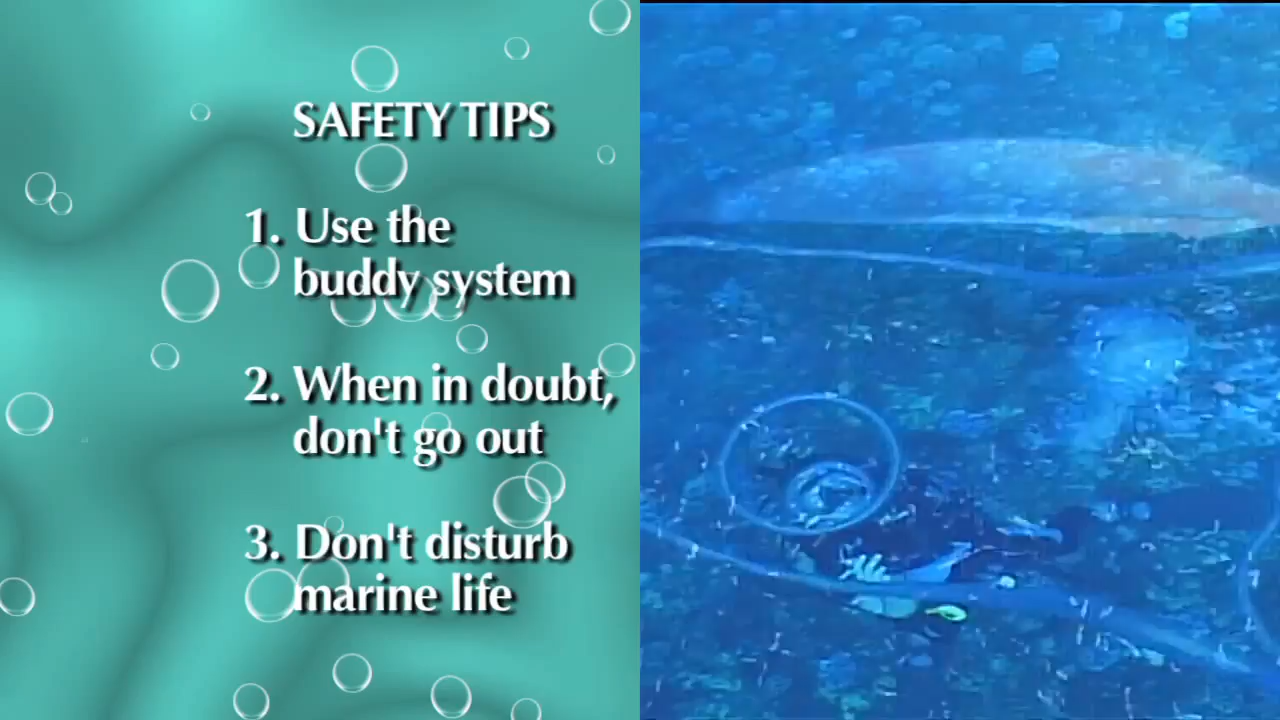 SAFETY TIPS
1. Use the
buddy system
2. When in doubt,
don't go out
3. Don't disturb
marine life